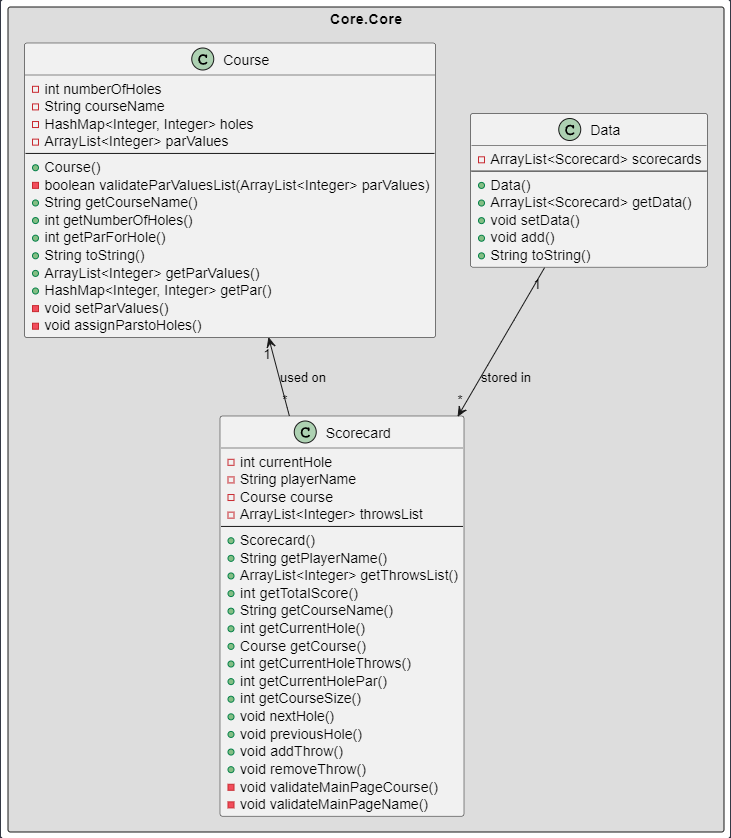 Core.Core
C Course
int numberOfHoles
String courseName
HashMap<Integer, Integer> holes
ArrayList<Integer> parValues
Course()
boolean validateParValuesList(ArrayList<Integer> parValues)
String getCourseName()
int getNumberOfHoles()
int getParForHole()
String toString()
ArrayList<Integer> getParValues()
HashMap<Integer, Integer> getPar()
void setParValues()
void assignParstoHoles()
C Data
ArrayList<Scorecard> scorecards
Data()
ArrayList<Scorecard> getData()
void setData()
void add()
String toString()
1
used on
*
1
stored in
*
C Scorecard
int currentHole
String playerName
Course course
ArrayList<Integer> throwsList
Scorecard()
String getPlayerName()
ArrayList<Integer> getThrowsList()
int getTotalScore()
String getCourseName()
int getCurrentHole()
Course getCourse()
int getCurrentHoleThrows()
int getCurrentHolePar()
int getCourseSize()
void nextHole()
void previousHole()
void addThrow()
void removeThrow()
void validateMainPageCourse()
void validateMainPageName()